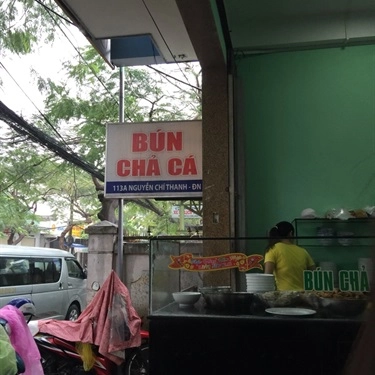 BÚN
CHẢ CÁ
113A NGUYỄN CHÍ THANH - ĐN
BÚN CHẢ